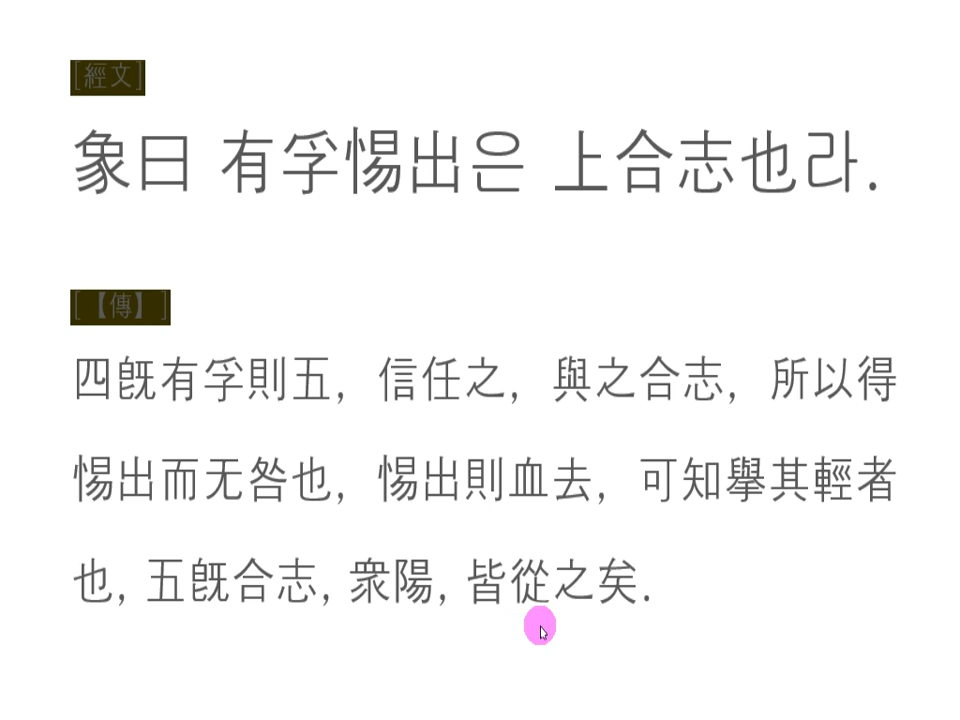 [經文]
象曰 有孚惕出은 上合志也라.
[【傳】]
四旣有孚則五, 信任之, 與之合志, 所以得
惕出而无咎也, 惕出則血去, 可知擧其輕者
也, 五旣合志, 衆陽, 皆從之矣.